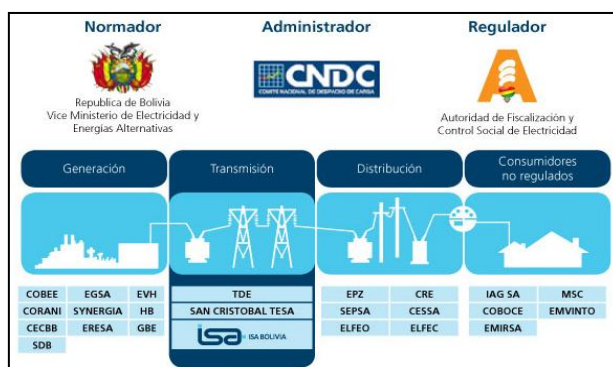 Normador
Administrador
Regulador
CNDC
COMITÉ NACIONAL DE DESPACHO DE CARGA
Republica de Bolivia
Vice Ministerio de Electricidad y
Energias Alternativas
Autoridad de Fiscalización y
Control Social de Electricidad
Generación
Transmisión
Distribución
Consumidores
no regulados
COBEE EGSA EVH
CORANI SYNERGIA HB
CECBB ERESA GBE
SDB
TDE
SAN CRISTOBAL TESA
isa ISA BOLIVIA
EPZ CRE
SEPSA CESSA
ELFEO ELFEC
IAG SA MSC
COBOCE EMVINTO
EMIRSA